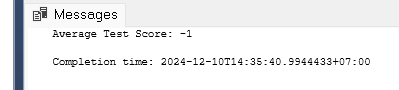 Messages
Average Test Score: -1
Completion time: 2024-12-10T14:35:40.9944433+07:00